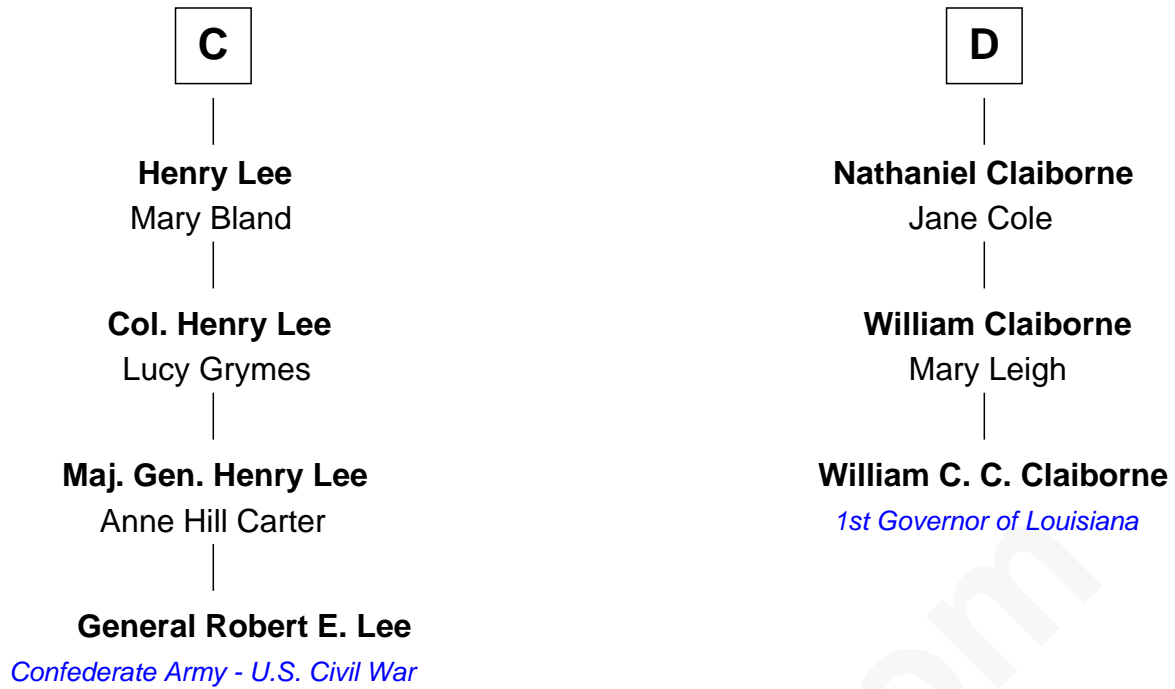 C
Henry Lee
Mary Bland
Col. Henry Lee
Lucy Grymes
Maj. Gen. Henry Lee
Anne Hill Carter
General Robert E. Lee
Confederate Army - U.S. Civil War
D
Nathaniel Claiborne
Jane Cole
William Claiborne
Mary Leigh
William C. C. Claiborne
1st Governor of Louisiana
om